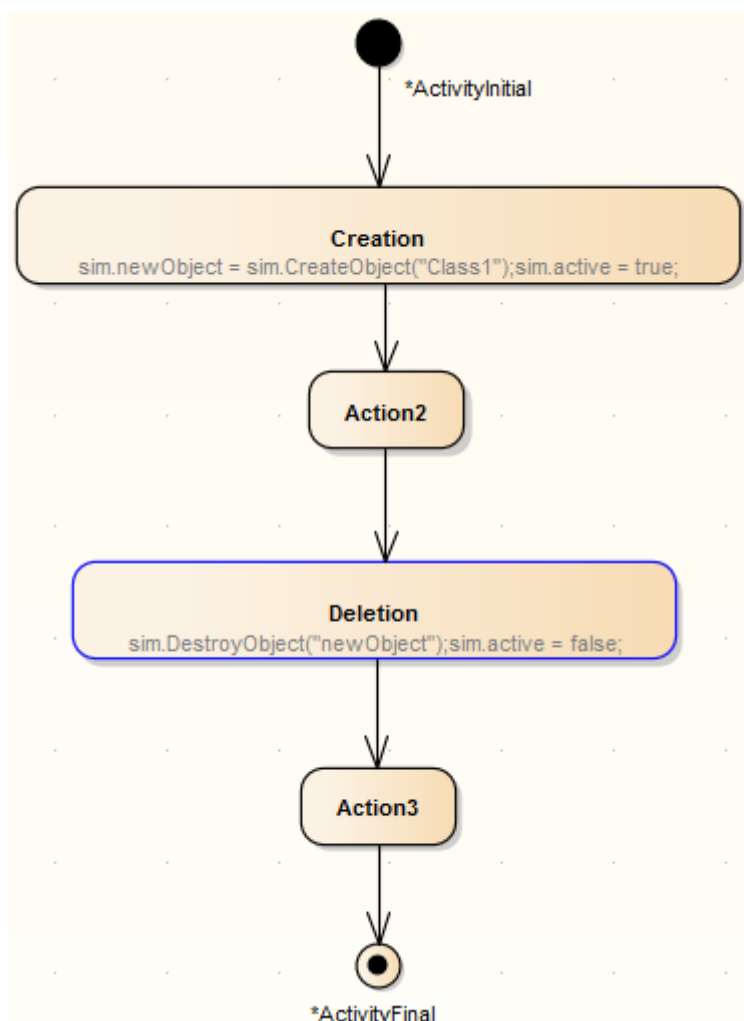 *ActivityInitial
Creation
sim.newObject = sim.CreateObject("Class1");sim.active = true;
Action2
Deletion
sim.DestroyObject("newObject");sim.active = false;
Action3
*ActivityFinal